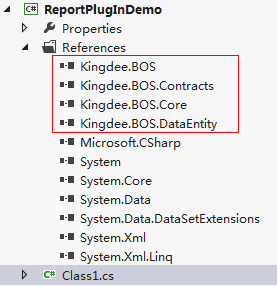 C# ReportPlugInDemo
Properties
References
Kingdee.BOS
Kingdee.BOS.Contracts
Kingdee.BOS.Core
Kingdee.BOS.DataEntity
Microsoft.CSharp
System
System.Core
System.Data
System.Data.DataSetExtensions
System.Xml
System.Xml.Linq
C# Class1.cs